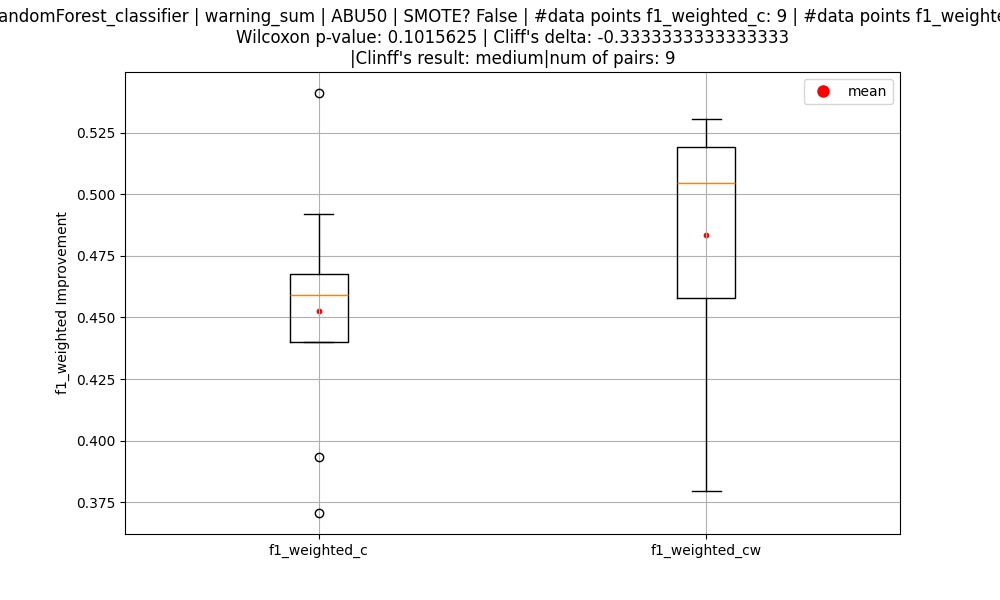 andomForest_classifier | warning_sum | ABU50 | SMOTE? False | #data points f1_weighted_c: 9 | #data points f1_weighte
Wilcoxon p-value: 0.1015625 | Cliff's delta: -0.3333333333333333
|Clinff's result: medium|num of pairs: 9
mean
0.525
0.500
0.475
0.450
0.425
0.400
0.375
f1_weighted Improvement
f1_weighted_c
f1_weighted_cw